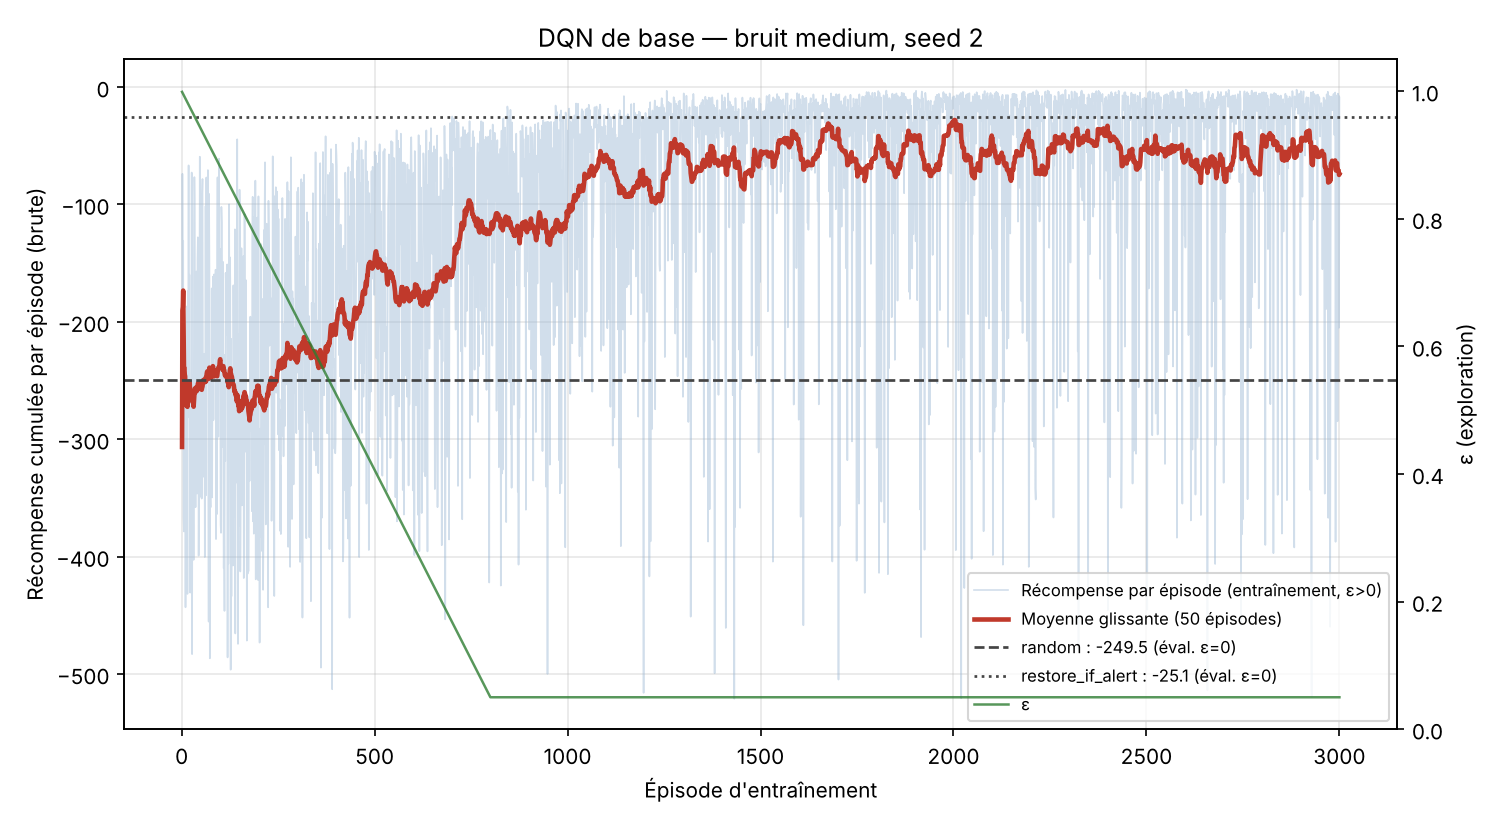 DQN de base — bruit medium, seed 2
Récompense cumulée par épisode (brute)
0
−100
−200
−300
−400
−500
1.0
0.8
0.6
0.4
0.2
0.0
ε (exploration)
Récompense par épisode (entraînement, ε>0)
Moyenne glissante (50 épisodes)
random : -249.5 (éval. ε=0)
restore_if_alert : -25.1 (éval. ε=0)
ε
0 500 1000 1500 2000 2500 3000
Épisode d'entraînement